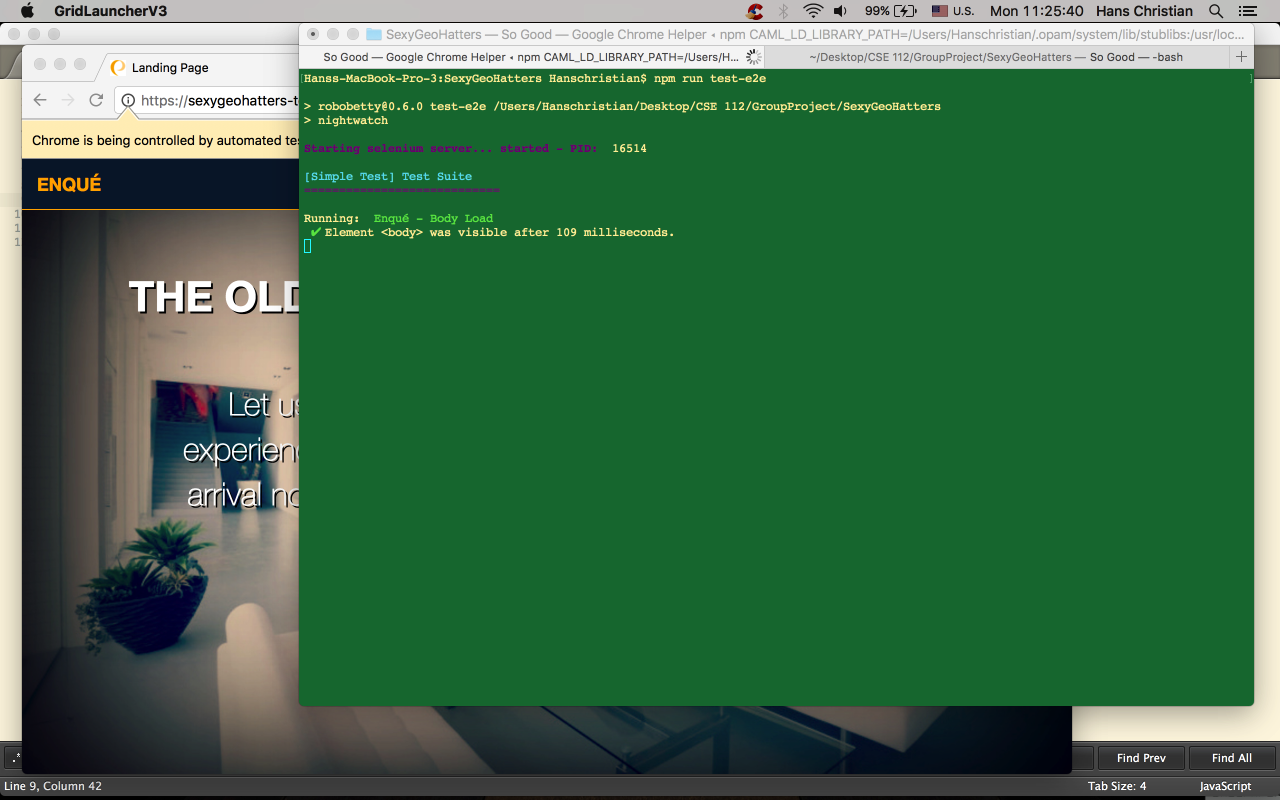 GridLauncherV3
99%
U.S.
Mon 11:25:40
Hans Christian
SexyGeoHatters — So Good — Google Chrome Helper ◂ npm CAML_LD_LIBRARY_PATH=/Users/Hanschristian/.opam/system/lib/stublibs:/usr/loc...
So Good — Google Chrome Helper ◂ npm CAML_LD_LIBRARY_PATH=/Users/H...
~/Desktop/CSE 112/GroupProject/SexyGeoHatters — So Good — -bash
Landing Page
https://sexygeohatters-t
Chrome is being controlled by automated te
ENQUÉ
THE OLD
Let us
experien
arrival no
Hanss-MacBook-Pro-3:SexyGeoHatters Hanschristian$ npm run test-e2e
> robobetty@0.6.0 test-e2e /Users/Hanschristian/Desktop/CSE 112/GroupProject/SexyGeoHatters
> nightwatch
Starting selenium server... started - PID:  16514
[Simple Test] Test Suite
============================
Running:  Enqué - Body Load
✔ Element <body> was visible after 109 milliseconds.
1
1
1
.*
Find Prev
Find All
Line 9, Column 42
Tab Size: 4
JavaScript